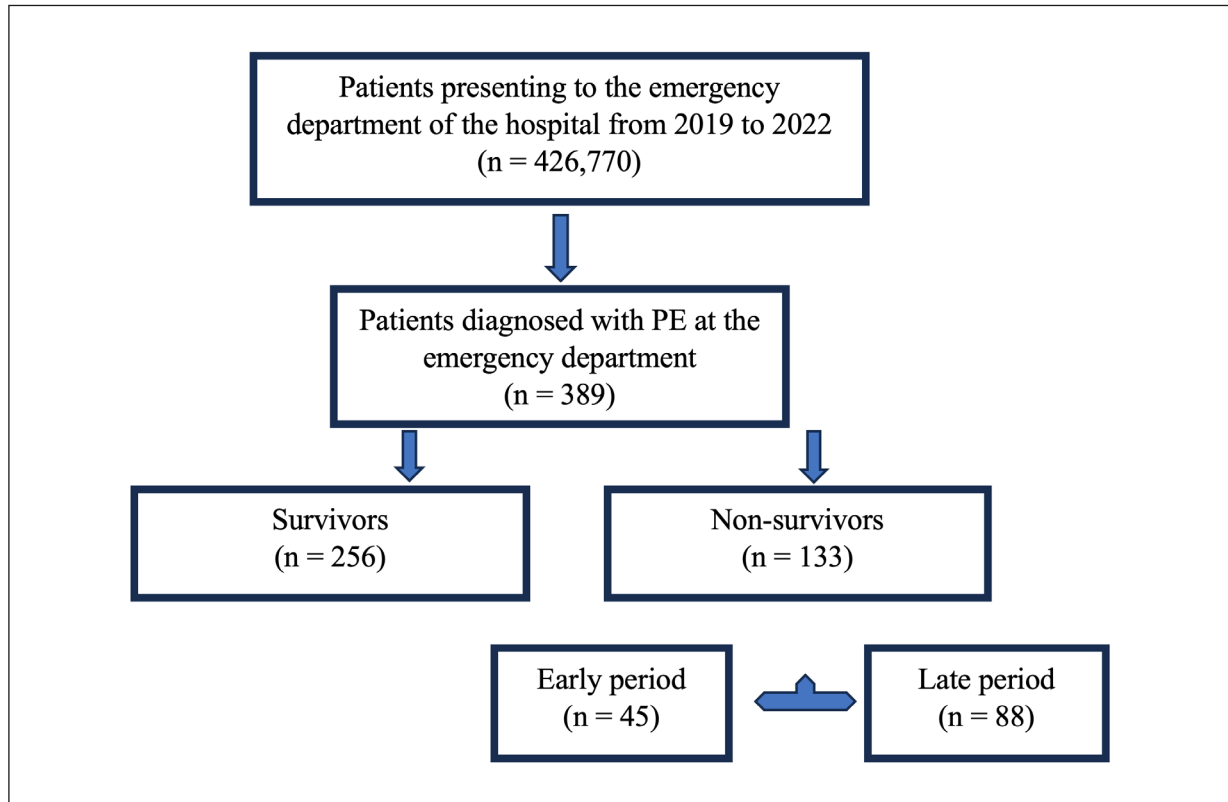 Patients presenting to the emergency
department of the hospital from 2019 to 2022
(n = 426,770)
Patients diagnosed with PE at the
emergency department
(n = 389)
Survivors
(n = 256)
Non-survivors
(n = 133)
Early period
(n = 45)
Late period
(n = 88)